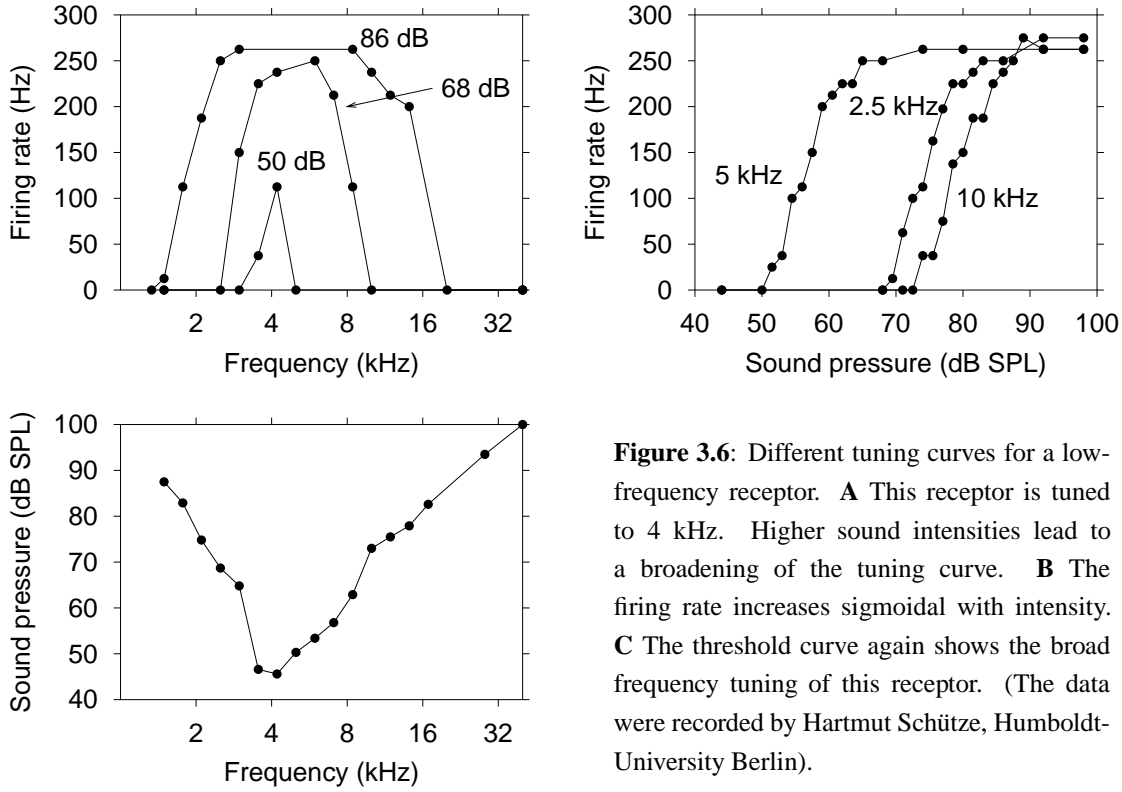 300
250
200
150
100
50
0
Firing rate (Hz)
86 dB
68 dB
50 dB
2 4 8 16 32
Frequency (kHz)
300
250
200
150
100
50
0
Firing rate (Hz)
2.5 kHz
5 kHz
10 kHz
40 50 60 70 80 90 100
Sound pressure (dB SPL)
100
90
80
70
60
50
40
Sound pressure (dB SPL)
2 4 8 16 32
Frequency (kHz)
Figure 3.6: Different tuning curves for a low-
frequency receptor. A This receptor is tuned
to 4 kHz. Higher sound intensities lead to
a broadening of the tuning curve. B The
firing rate increases sigmoidal with intensity.
C The threshold curve again shows the broad
frequency tuning of this receptor. (The data
were recorded by Hartmut Schütze, Humboldt-
University Berlin).